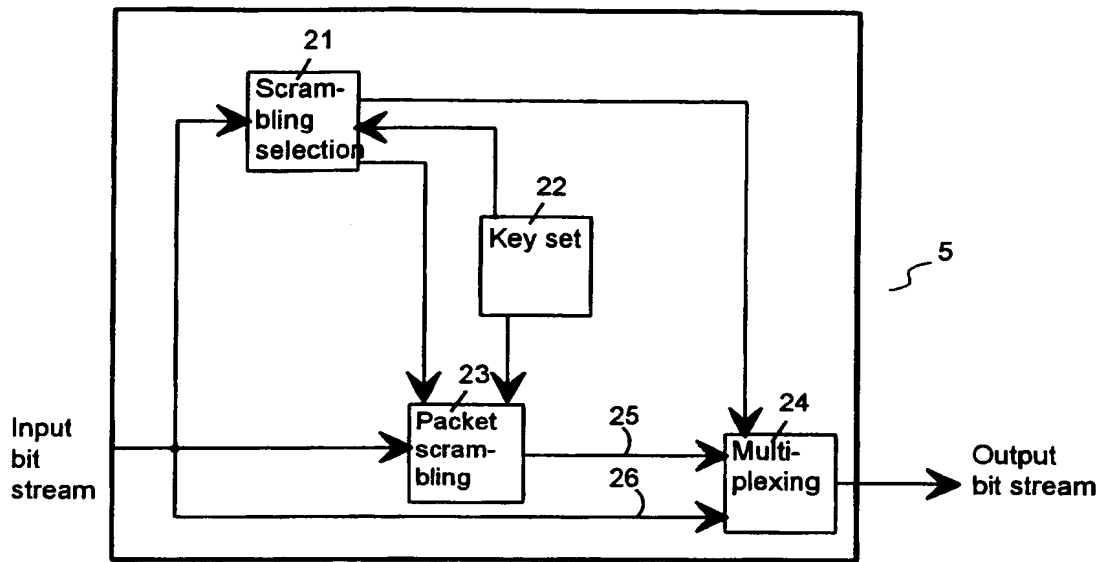 21
Scram-
bling
selection
22
Key set
5
23
Packet
scram-
bling
25
26
24
Multi-
plexing
Input
bit
stream
Output
bit stream